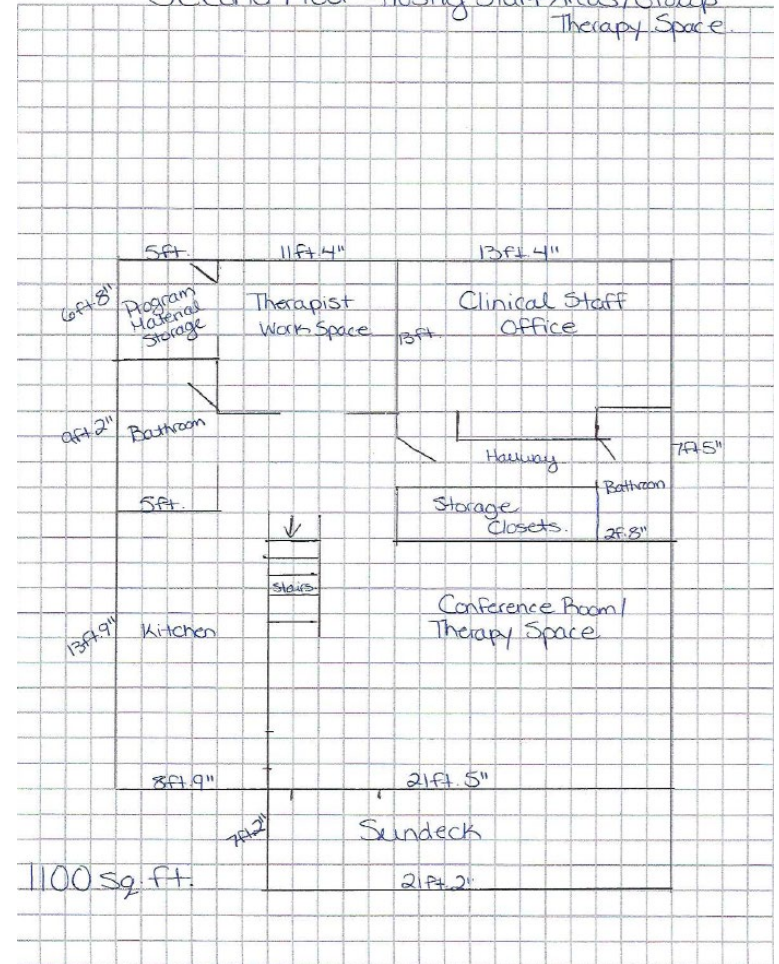 Therapy Space.
5ft.
11ft.4"
13ft.4"
6ft.8"
Program
Material
Storage
Therapist
Work Space
13ft.
Clinical Staff
Office
9ft.2"
Bathroom
Hallway
7ft.5"
5ft.
Storage
Closets.
Bathroom
2f.8"
Stairs
13ft.9"
Kitchen
Conference Room/
Therapy Space
8ft.9"
21ft.5"
7ft.2"
Sundeck
1100 sq.ft.
21ft.2"